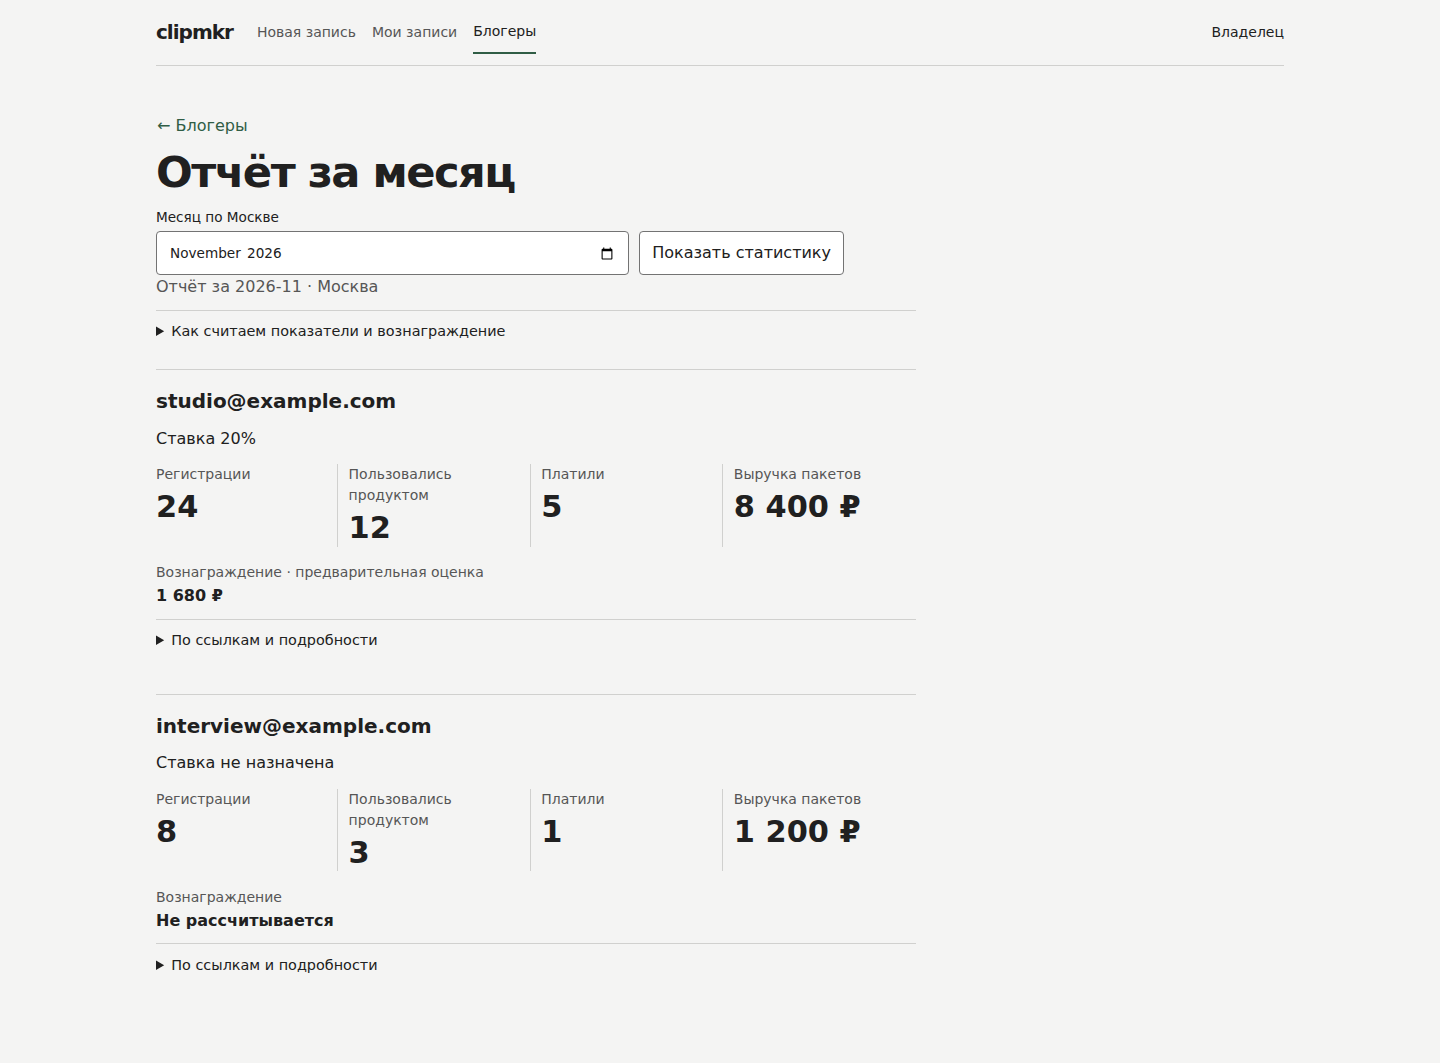 clipmkr Новая запись Мои записи Блогеры Владелец
← Блогеры
Отчёт за месяц
Месяц по Москве
November 2026 Показать статистику
Отчёт за 2026-11 · Москва
Как считаем показатели и вознаграждение
studio@example.com
Ставка 20%
Регистрации Пользовались продуктом Платили Выручка пакетов
24 12 5 8 400 ₽
Вознаграждение · предварительная оценка
1 680 ₽
По ссылкам и подробности
interview@example.com
Ставка не назначена
Регистрации Пользовались продуктом Платили Выручка пакетов
8 3 1 1 200 ₽
Вознаграждение
Не рассчитывается
По ссылкам и подробности